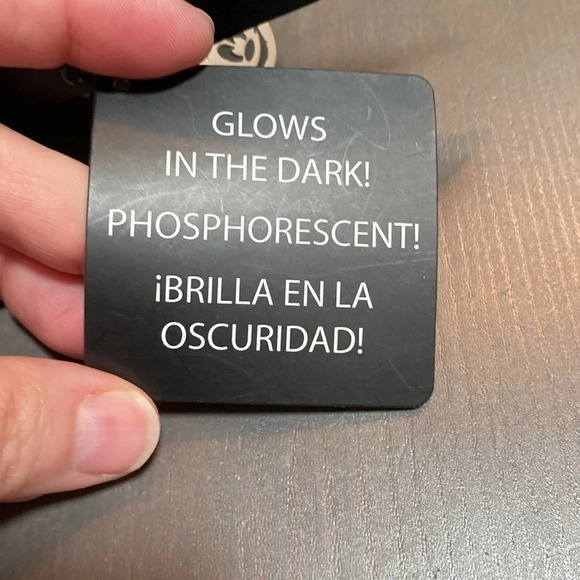 GLOWS
IN THE DARK!
PHOSPHORESCENT!
¡BRILLA EN LA
OSCURIDAD!